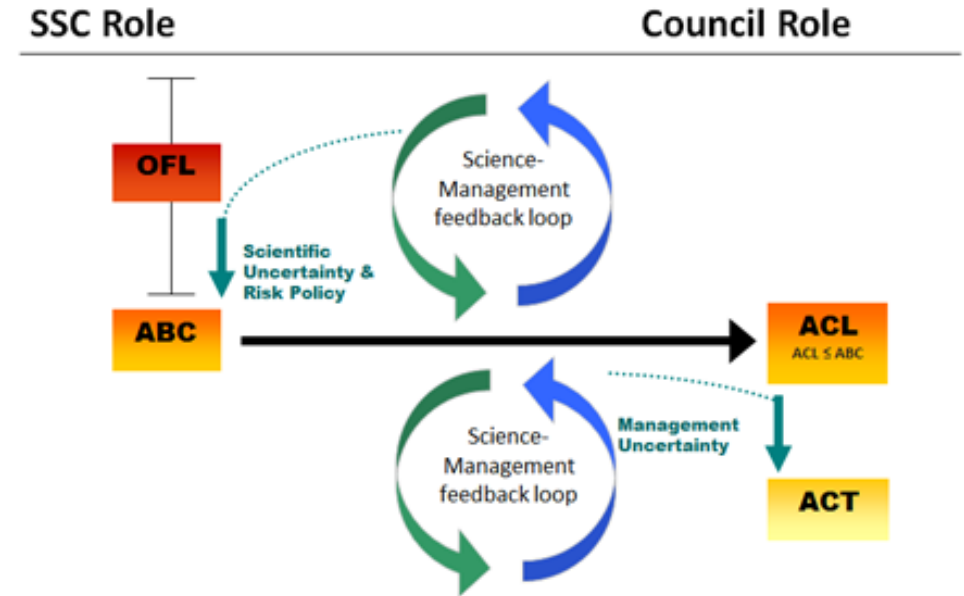 SSC Role
Council Role
OFL
Science-
Management
feedback loop
Scientific
Uncertainty &
Risk Policy
ABC
ACL
ACL ≤ ABC
Science-
Management
feedback loop
Management
Uncertainty
ACT